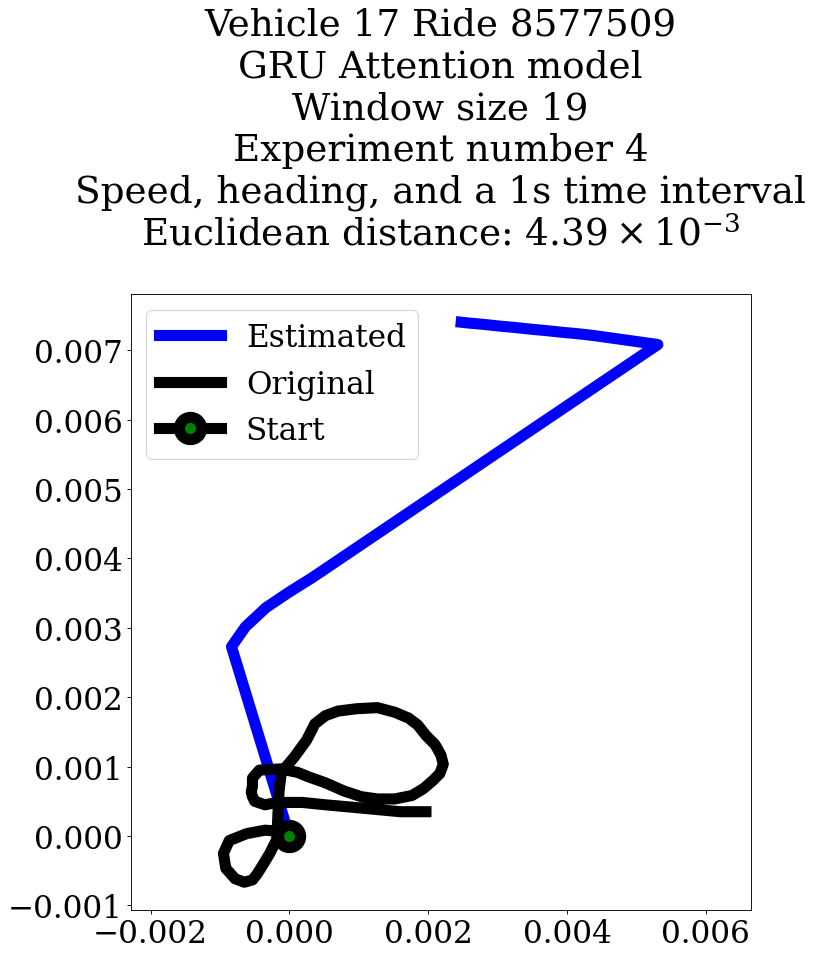 Vehicle 17 Ride 8577509
GRU Attention model
Window size 19
Experiment number 4
Speed, heading, and a 1s time interval
Euclidean distance: 4.39 × 10⁻³
Estimated
Original
Start
0.007
0.006
0.005
0.004
0.003
0.002
0.001
0.000
−0.001
−0.002 0.000 0.002 0.004 0.006